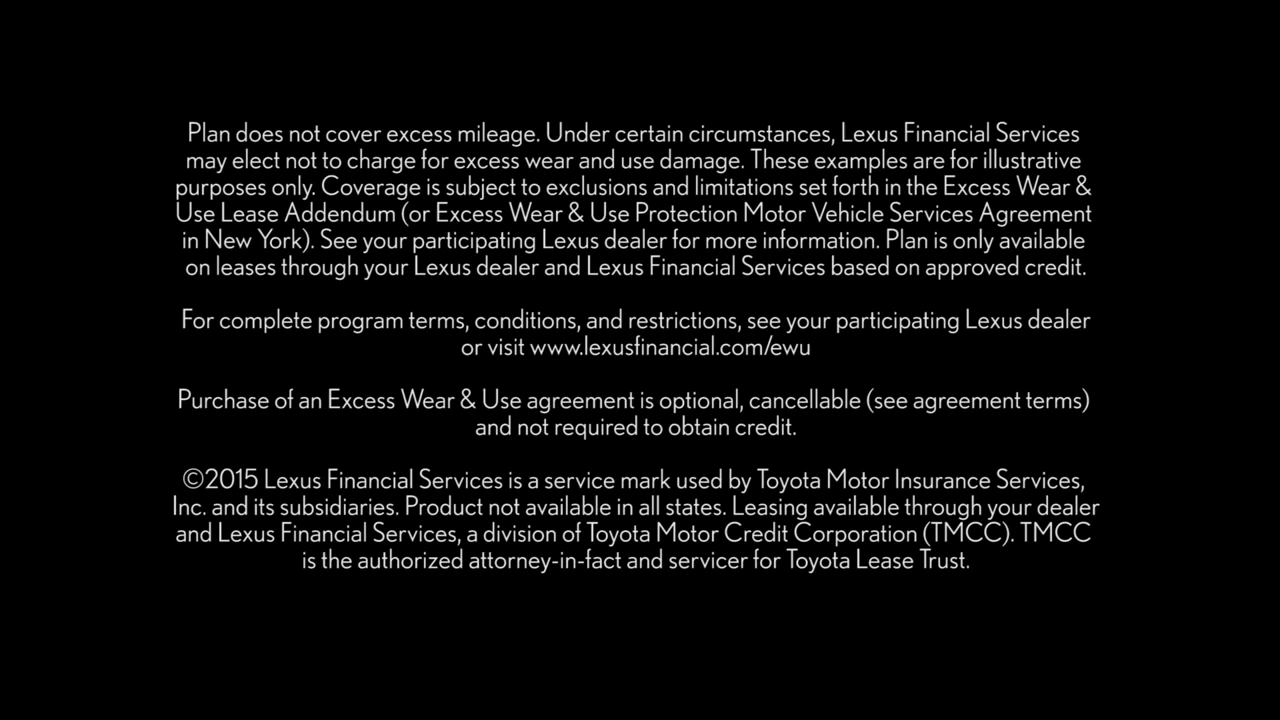 Plan does not cover excess mileage. Under certain circumstances, Lexus Financial Services
may elect not to charge for excess wear and use damage. These examples are for illustrative
purposes only. Coverage is subject to exclusions and limitations set forth in the Excess Wear &
Use Lease Addendum (or Excess Wear & Use Protection Motor Vehicle Services Agreement
in New York). See your participating Lexus dealer for more information. Plan is only available
on leases through your Lexus dealer and Lexus Financial Services based on approved credit.
For complete program terms, conditions, and restrictions, see your participating Lexus dealer
or visit www.lexusfinancial.com/ewu
Purchase of an Excess Wear & Use agreement is optional, cancellable (see agreement terms)
and not required to obtain credit.
©2015 Lexus Financial Services is a service mark used by Toyota Motor Insurance Services,
Inc. and its subsidiaries. Product not available in all states. Leasing available through your dealer
and Lexus Financial Services, a division of Toyota Motor Credit Corporation (TMCC). TMCC
is the authorized attorney-in-fact and servicer for Toyota Lease Trust.